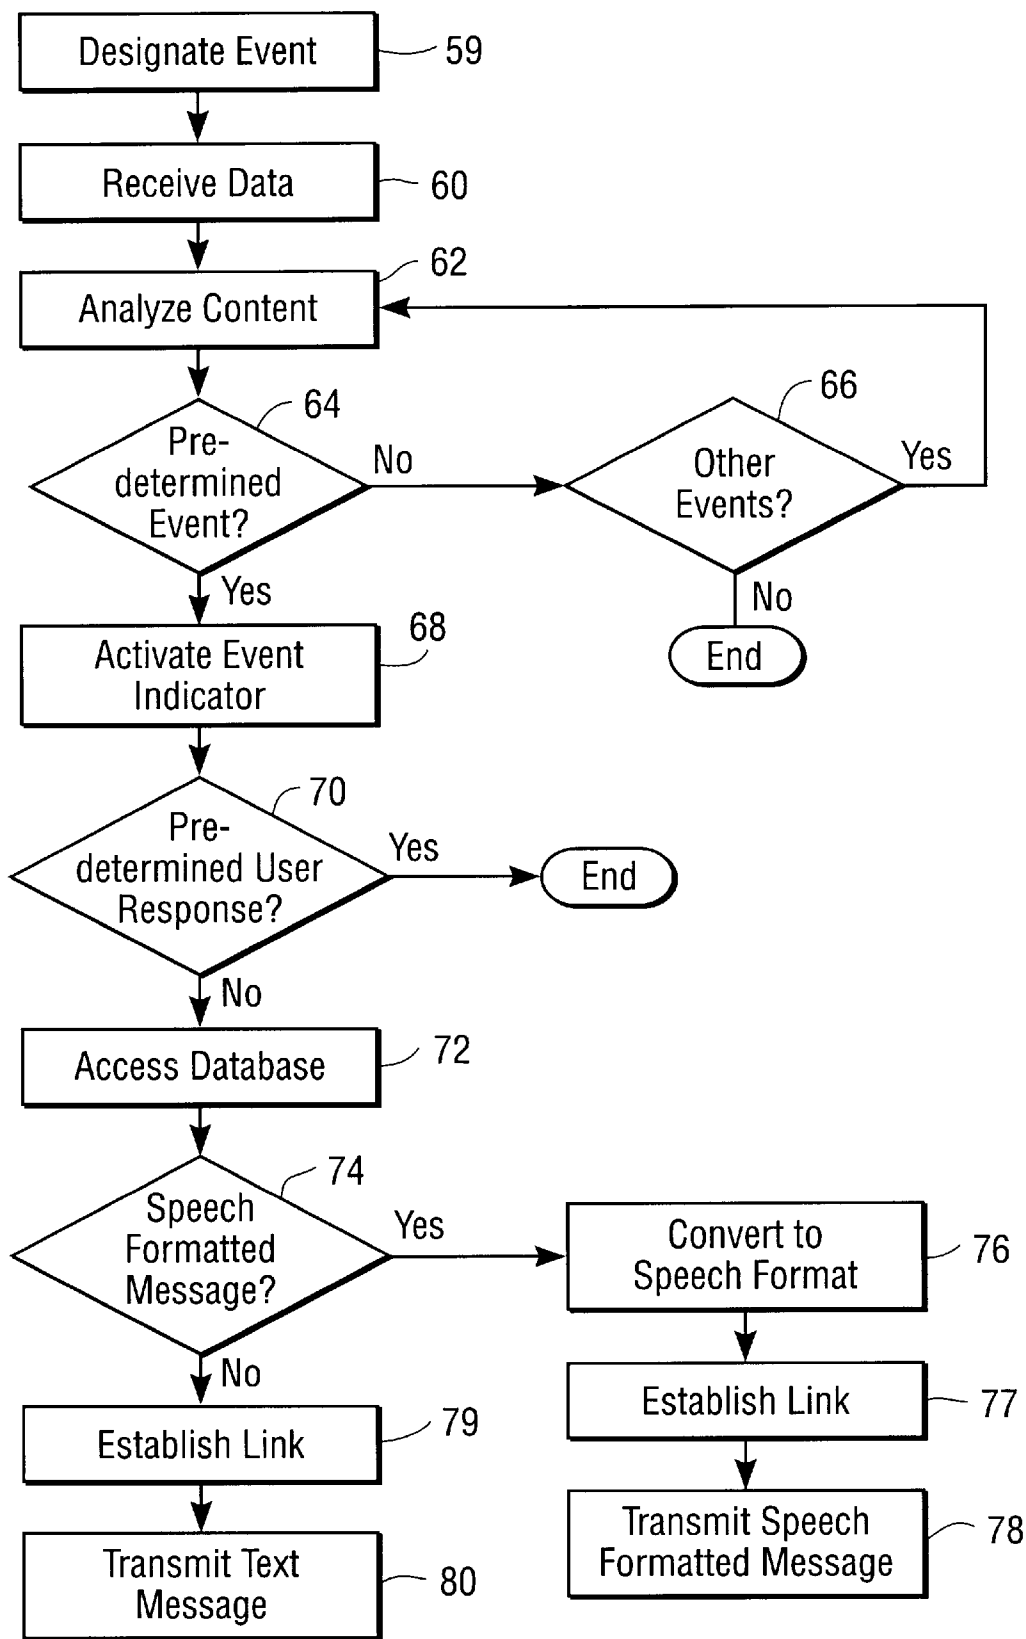 Designate Event
59
Receive Data
60
62
Analyze Content
64
66
Pre-
determined
Event?
No
Other
Events?
Yes
Yes
No
68
Activate Event
Indicator
End
70
Pre-
determined User
Response?
Yes
End
No
Access Database
72
74
Speech
Formatted
Message?
Yes
Convert to
Speech Format
76
No
Establish Link
77
Establish Link
79
Transmit Speech
Formatted Message
78
Transmit Text
Message
80